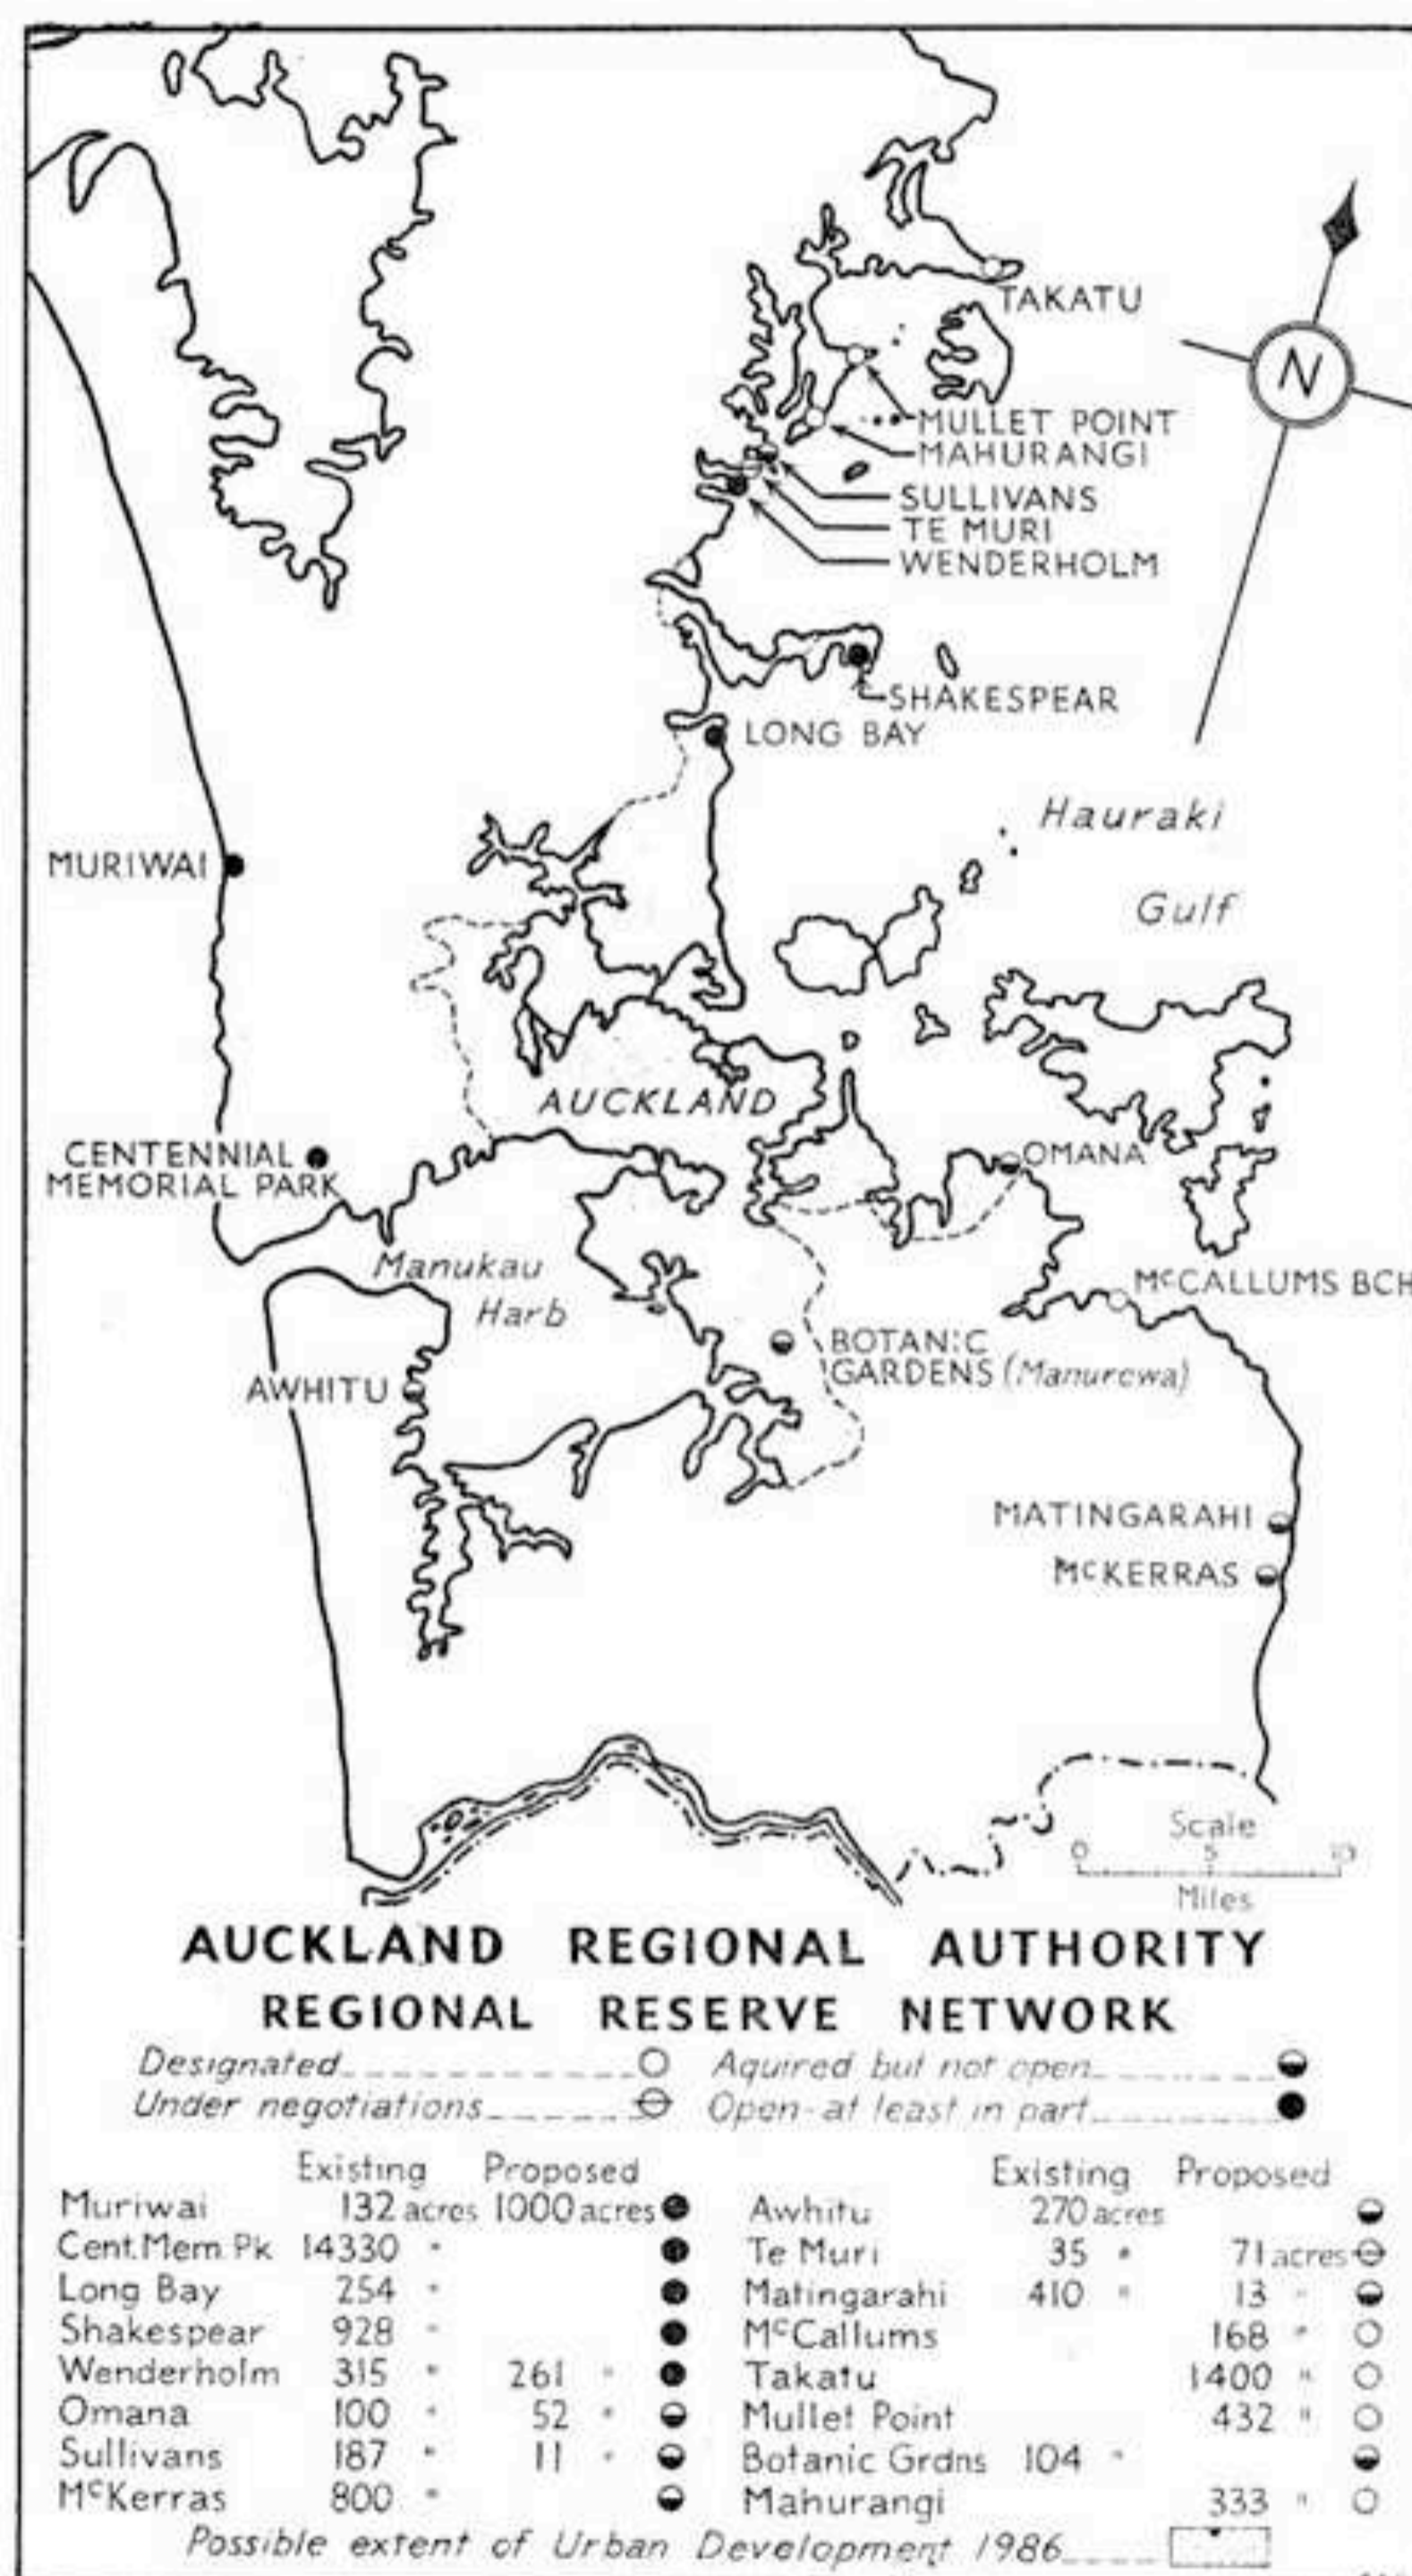 TAKATU
N
MULLET POINT
MAHURANGI
SULLIVANS
TE MURI
WENDERHOLM
SHAKESPEAR
LONG BAY
Hauraki
Gulf
MURIWAI
AUCKLAND
OMANA
CENTENNIAL
MEMORIAL PARK
Manukau
Harb
McCALLUMS BCH
BOTANIC
GARDENS (Manurewa)
AWHITU
MATINGARAHI
McKERRAS
Scale
0 5 10
Miles
AUCKLAND REGIONAL AUTHORITY
REGIONAL RESERVE NETWORK
Designated Aquired but not open
Under negotiations Open-at least in part
Existing Proposed Existing Proposed
Muriwai 132 acres 1000 acres Awhitu 270 acres
Cent. Mem. Pk 14330 " Te Muri 35 " 71 acres
Long Bay 254 " Matingarahi 410 " 13 "
Shakespear 928 " McCallums 168 "
Wenderholm 315 " 261 " Takatu 1400 "
Omana 100 " 52 " Mullet Point 432 "
Sullivans 187 " 11 " Botanic Grdns 104 "
McKerras 800 " Mahurangi 333 "
Possible extent of Urban Development 1986